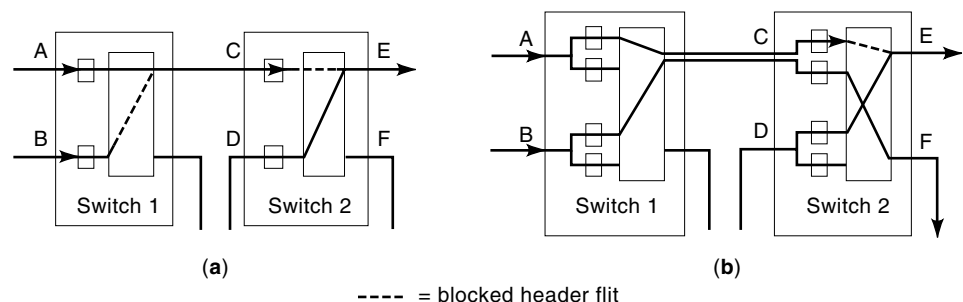 A
B
C
D
E
F
Switch 1
Switch 2
(a)
A
B
C
D
E
F
Switch 1
Switch 2
(b)
= blocked header flit